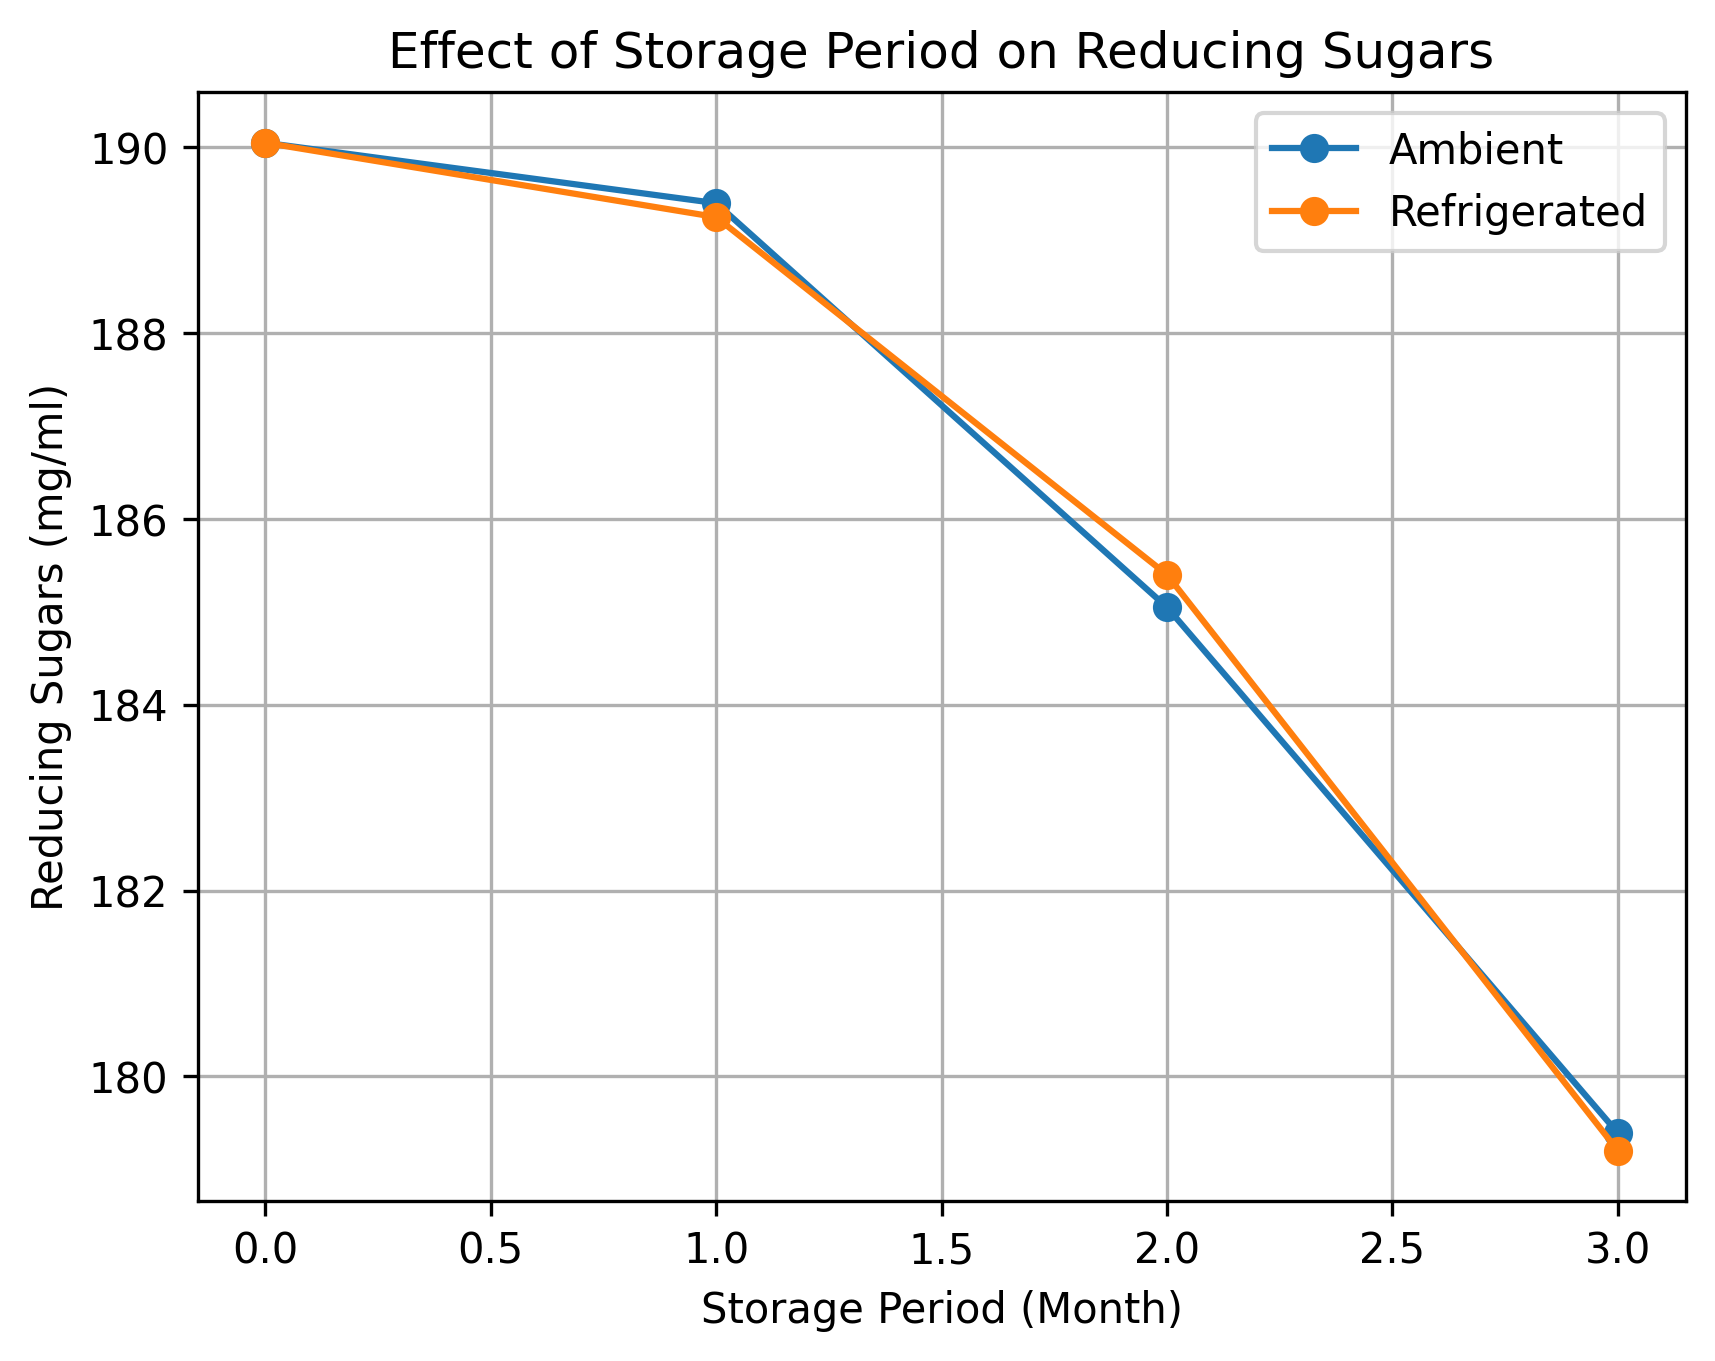 Effect of Storage Period on Reducing Sugars
Ambient
Refrigerated
Reducing Sugars (mg/ml)
190
188
186
184
182
180
0.0 0.5 1.0 1.5 2.0 2.5 3.0
Storage Period (Month)